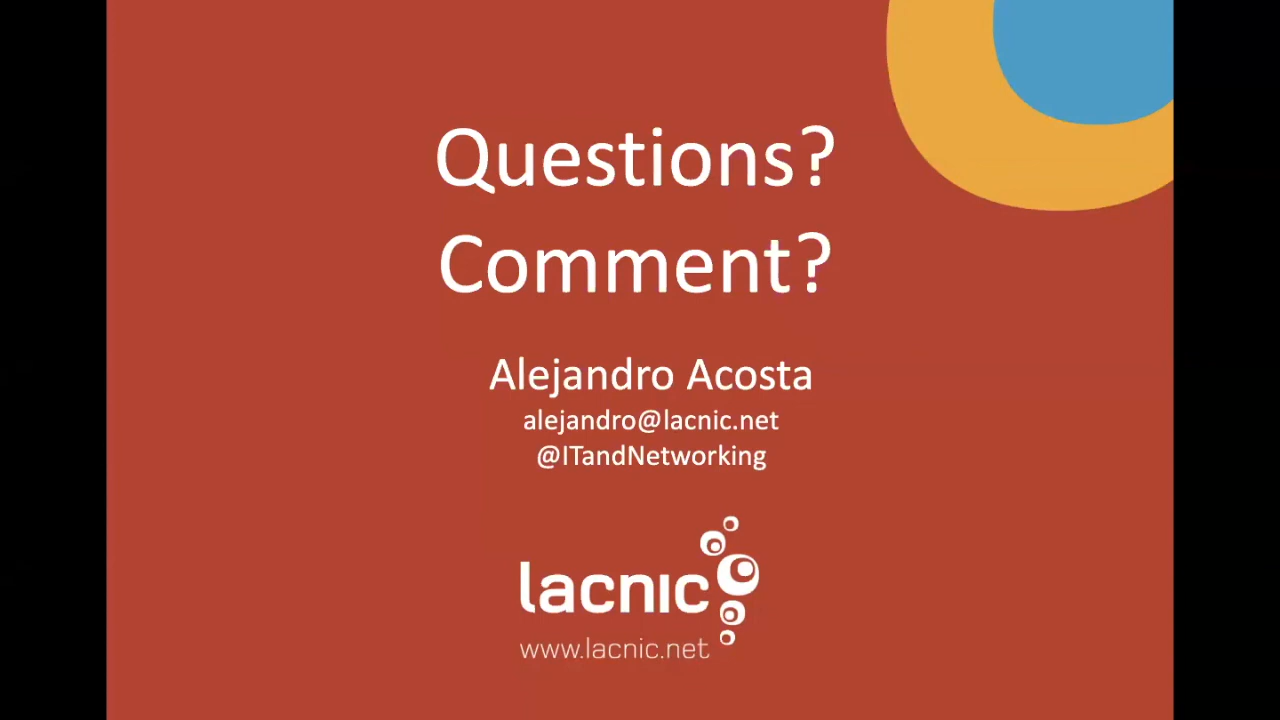 Questions?
Comment?
Alejandro Acosta
alejandro@lacnic.net
@ITandNetworking
lacnic
www.lacnic.net